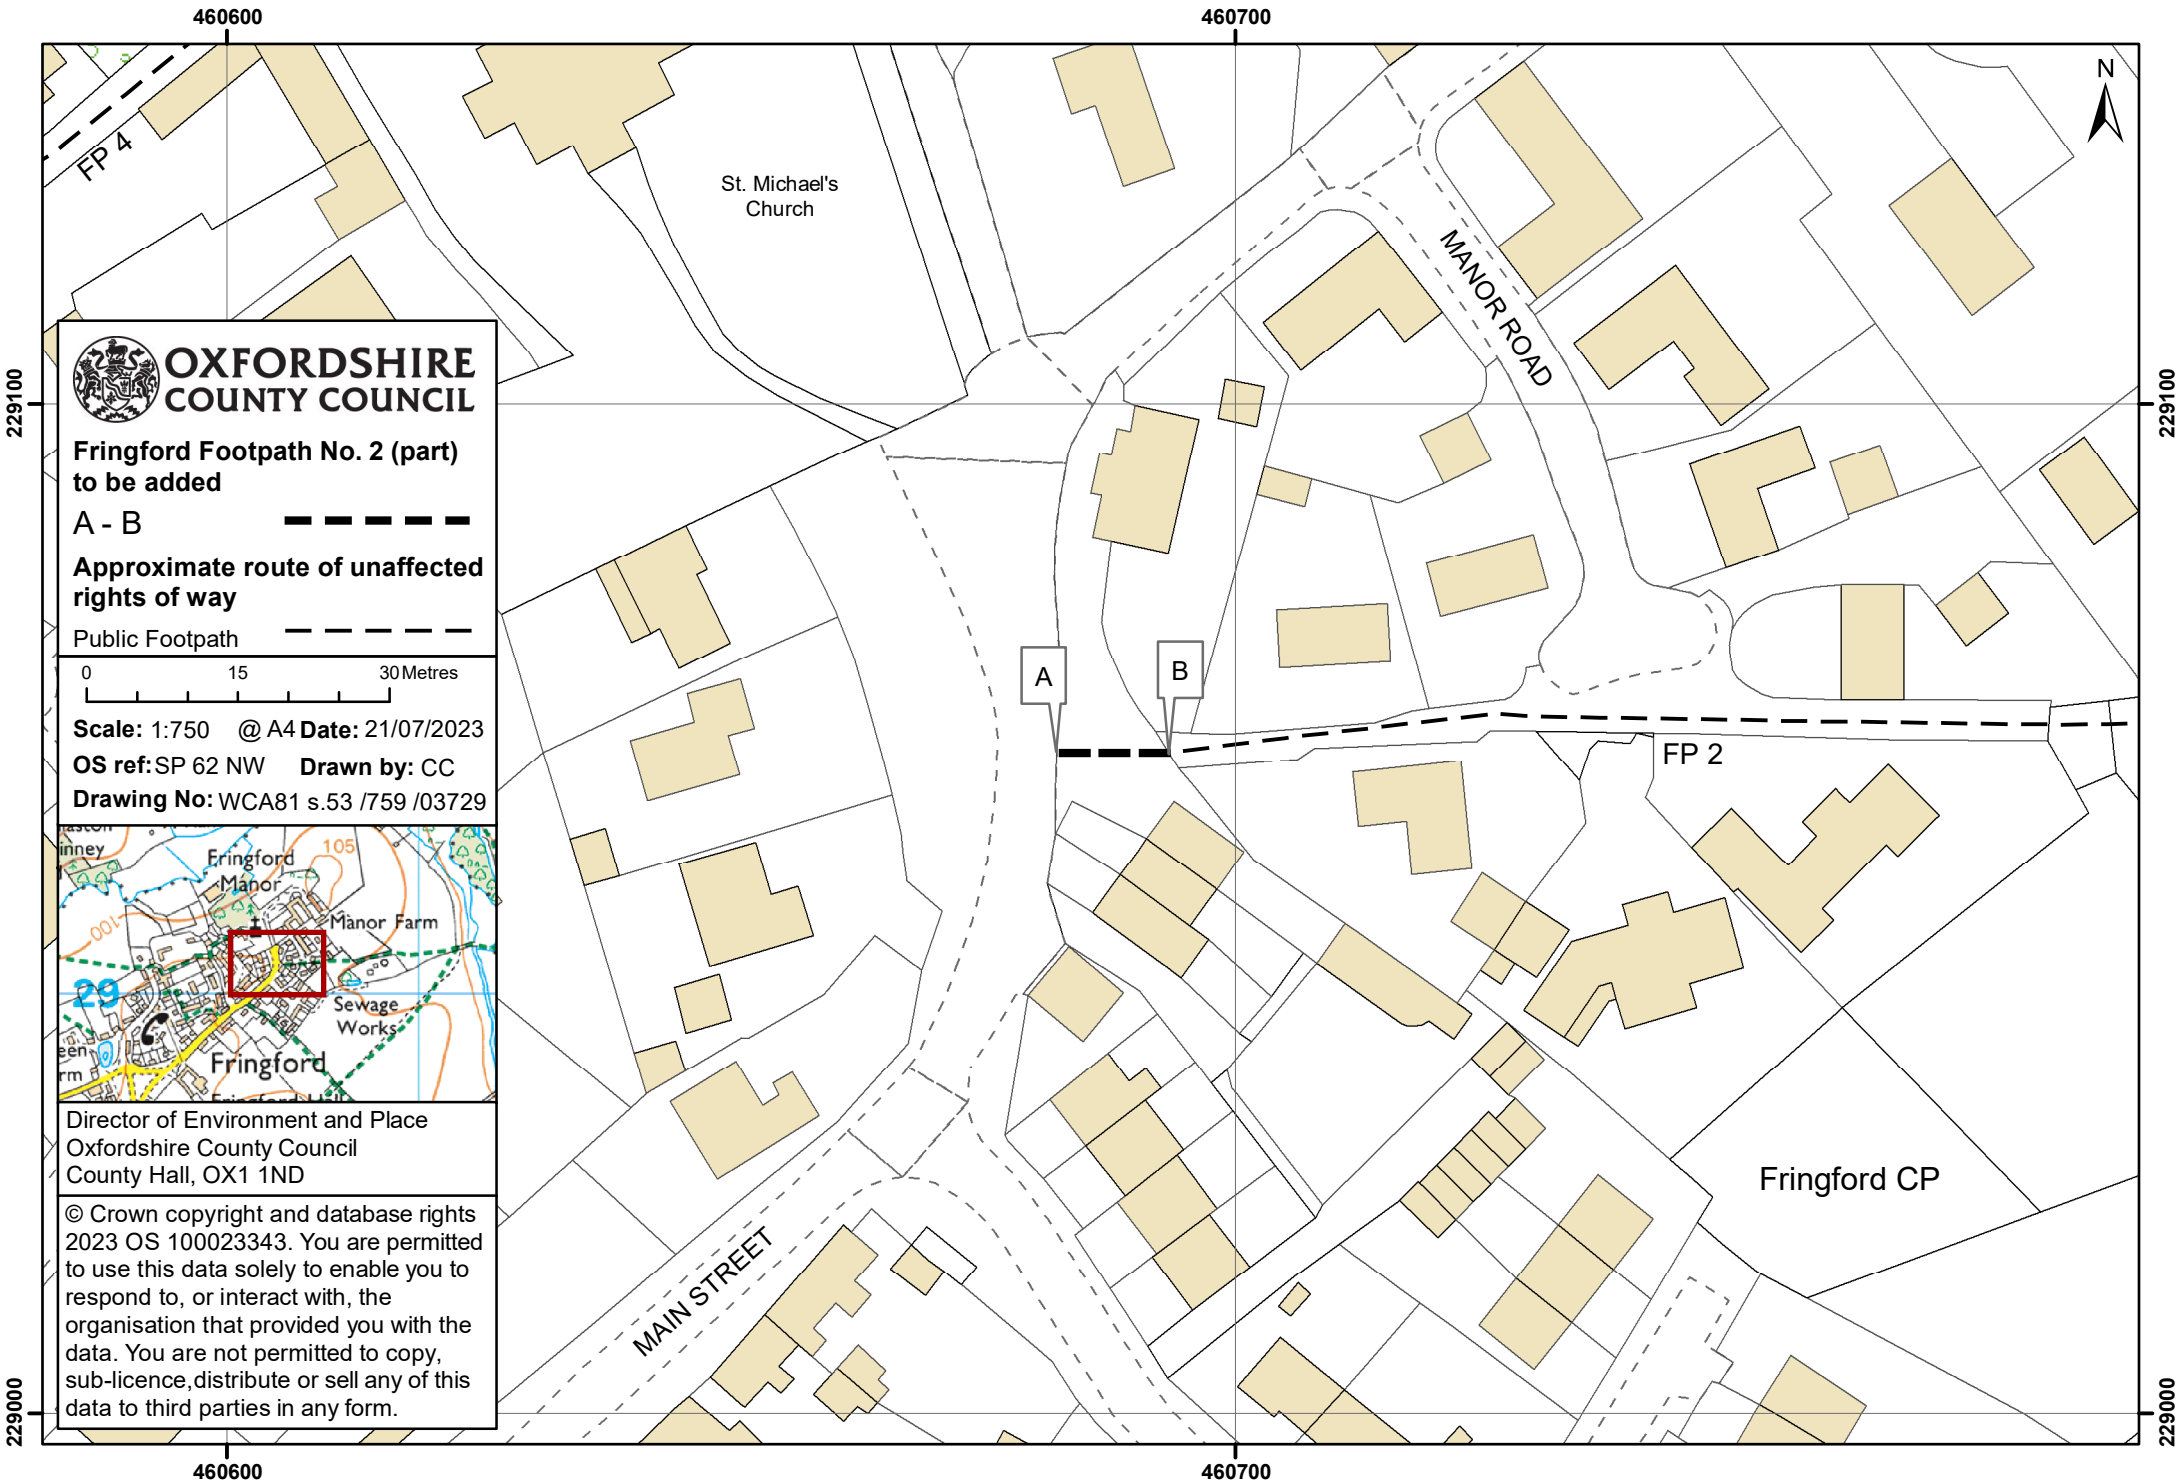 460600
460700
N
FP 4
St. Michael's
Church
MANOR ROAD
229100
229100
OXFORDSHIRE
COUNTY COUNCIL
Fringford Footpath No. 2 (part)
to be added
A - B
Approximate route of unaffected
rights of way
Public Footpath
0 15 30 Metres
Scale: 1:750 @ A4 Date: 21/07/2023
OS ref: SP 62 NW Drawn by: CC
Drawing No: WCA81 s.53 /759 /03729
A
B
FP 2
inney
Fringford
Manor
105
100
Manor Farm
29
Sewage
Works
een
rm
Fringford
Director of Environment and Place
Oxfordshire County Council
County Hall, OX1 1ND
© Crown copyright and database rights
2023 OS 100023343. You are permitted
to use this data solely to enable you to
respond to, or interact with, the
organisation that provided you with the
data. You are not permitted to copy,
sub-licence,distribute or sell any of this
data to third parties in any form.
MAIN STREET
Fringford CP
229000
229000
460600
460700